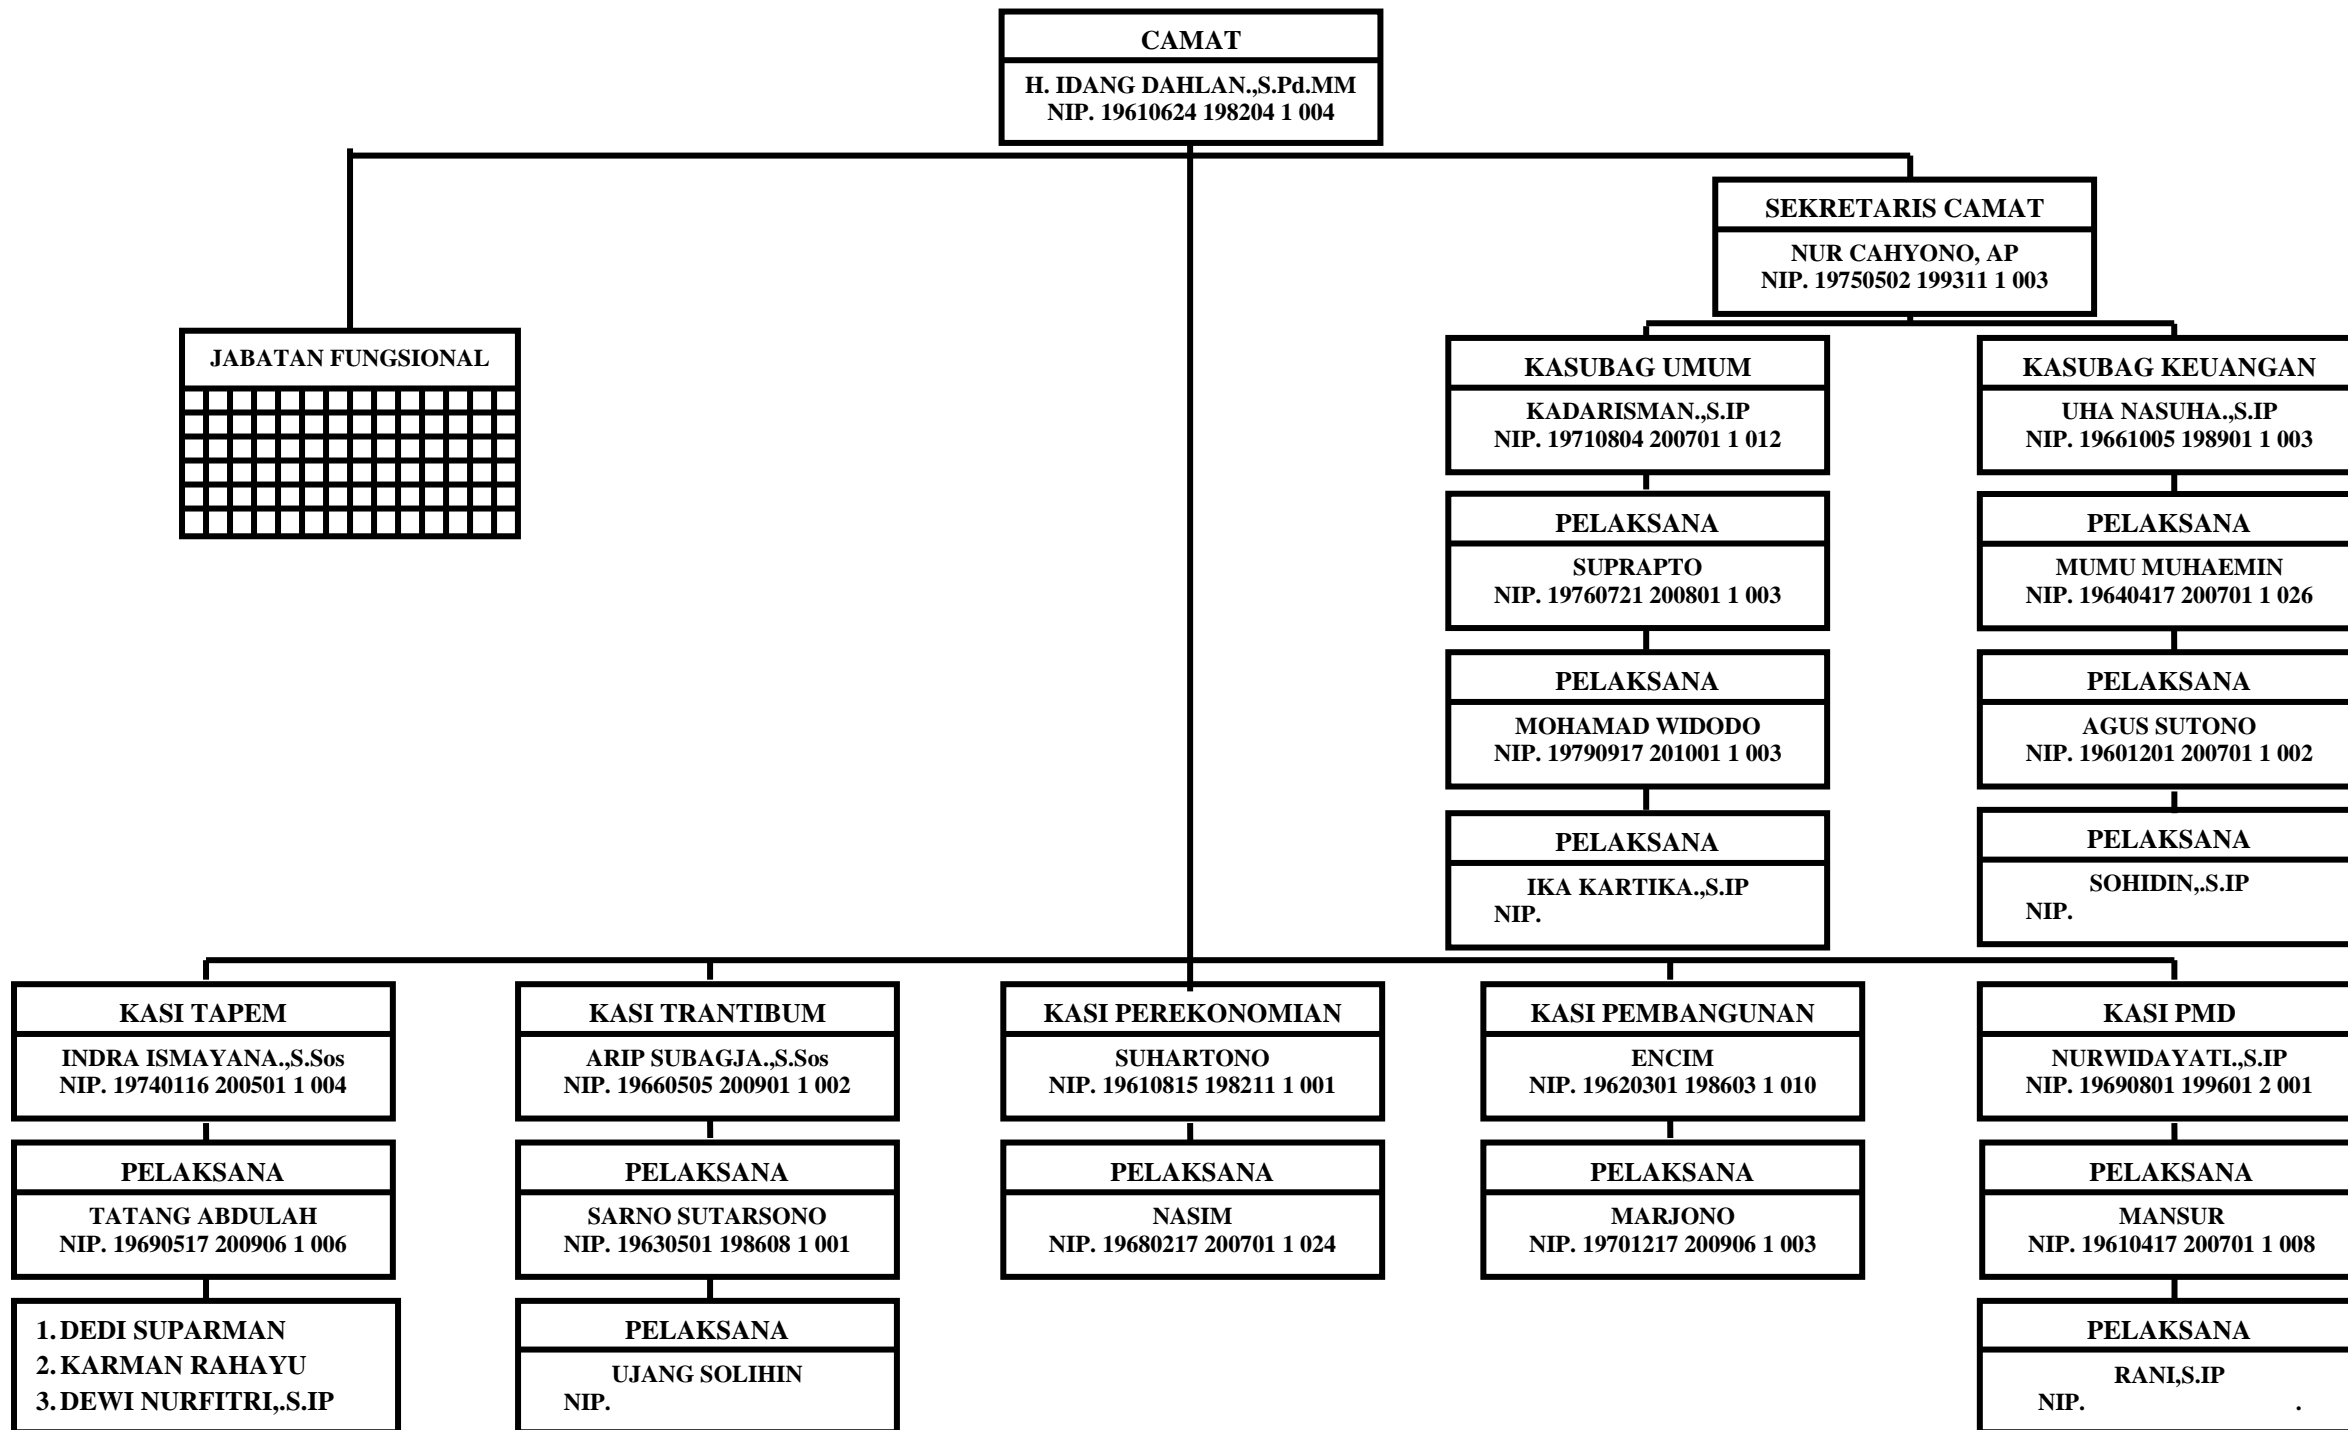 CAMAT
H. IDANG DAHLAN.,S.Pd.MM
NIP. 19610624 198204 1 004
SEKRETARIS CAMAT
NUR CAHYONO, AP
NIP. 19750502 199311 1 003
JABATAN FUNGSIONAL
KASUBAG UMUM
KADARISMAN.,S.IP
NIP. 19710804 200701 1 012
PELAKSANA
SUPRAPTO
NIP. 19760721 200801 1 003
PELAKSANA
MOHAMAD WIDODO
NIP. 19790917 201001 1 003
PELAKSANA
IKA KARTIKA.,S.IP
NIP.
KASUBAG KEUANGAN
UHA NASUHA.,S.IP
NIP. 19661005 198901 1 003
PELAKSANA
MUMU MUHAEMIN
NIP. 19640417 200701 1 026
PELAKSANA
AGUS SUTONO
NIP. 19601201 200701 1 002
PELAKSANA
SOHIDIN,.S.IP
NIP.
KASI TAPEM
INDRA ISMAYANA.,S.Sos
NIP. 19740116 200501 1 004
PELAKSANA
TATANG ABDULAH
NIP. 19690517 200906 1 006
1. DEDI SUPARMAN
2. KARMAN RAHAYU
3. DEWI NURFITRI,.S.IP
KASI TRANTIBUM
ARIP SUBAGJA.,S.Sos
NIP. 19660505 200901 1 002
PELAKSANA
SARNO SUTARSONO
NIP. 19630501 198608 1 001
PELAKSANA
UJANG SOLIHIN
NIP.
KASI PEREKONOMIAN
SUHARTONO
NIP. 19610815 198211 1 001
PELAKSANA
NASIM
NIP. 19680217 200701 1 024
KASI PEMBANGUNAN
ENCIM
NIP. 19620301 198603 1 010
PELAKSANA
MARJONO
NIP. 19701217 200906 1 003
KASI PMD
NURWIDAYATI.,S.IP
NIP. 19690801 199601 2 001
PELAKSANA
MANSUR
NIP. 19610417 200701 1 008
PELAKSANA
RANI,S.IP
NIP. .